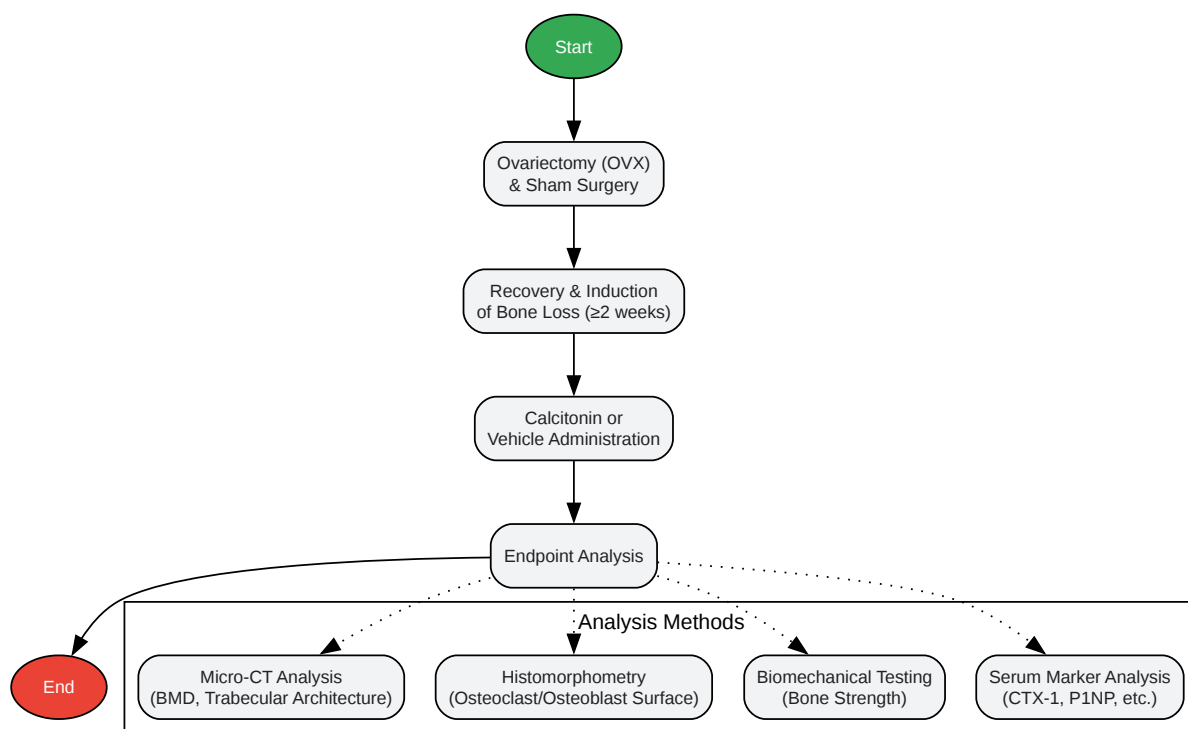 Start
Ovariectomy (OVX)
& Sham Surgery
Recovery & Induction
of Bone Loss (≥2 weeks)
Calcitonin or
Vehicle Administration
Endpoint Analysis
Analysis Methods
End
Micro-CT Analysis
(BMD, Trabecular Architecture)
Histomorphometry
(Osteoclast/Osteoblast Surface)
Biomechanical Testing
(Bone Strength)
Serum Marker Analysis
(CTX-1, P1NP, etc.)